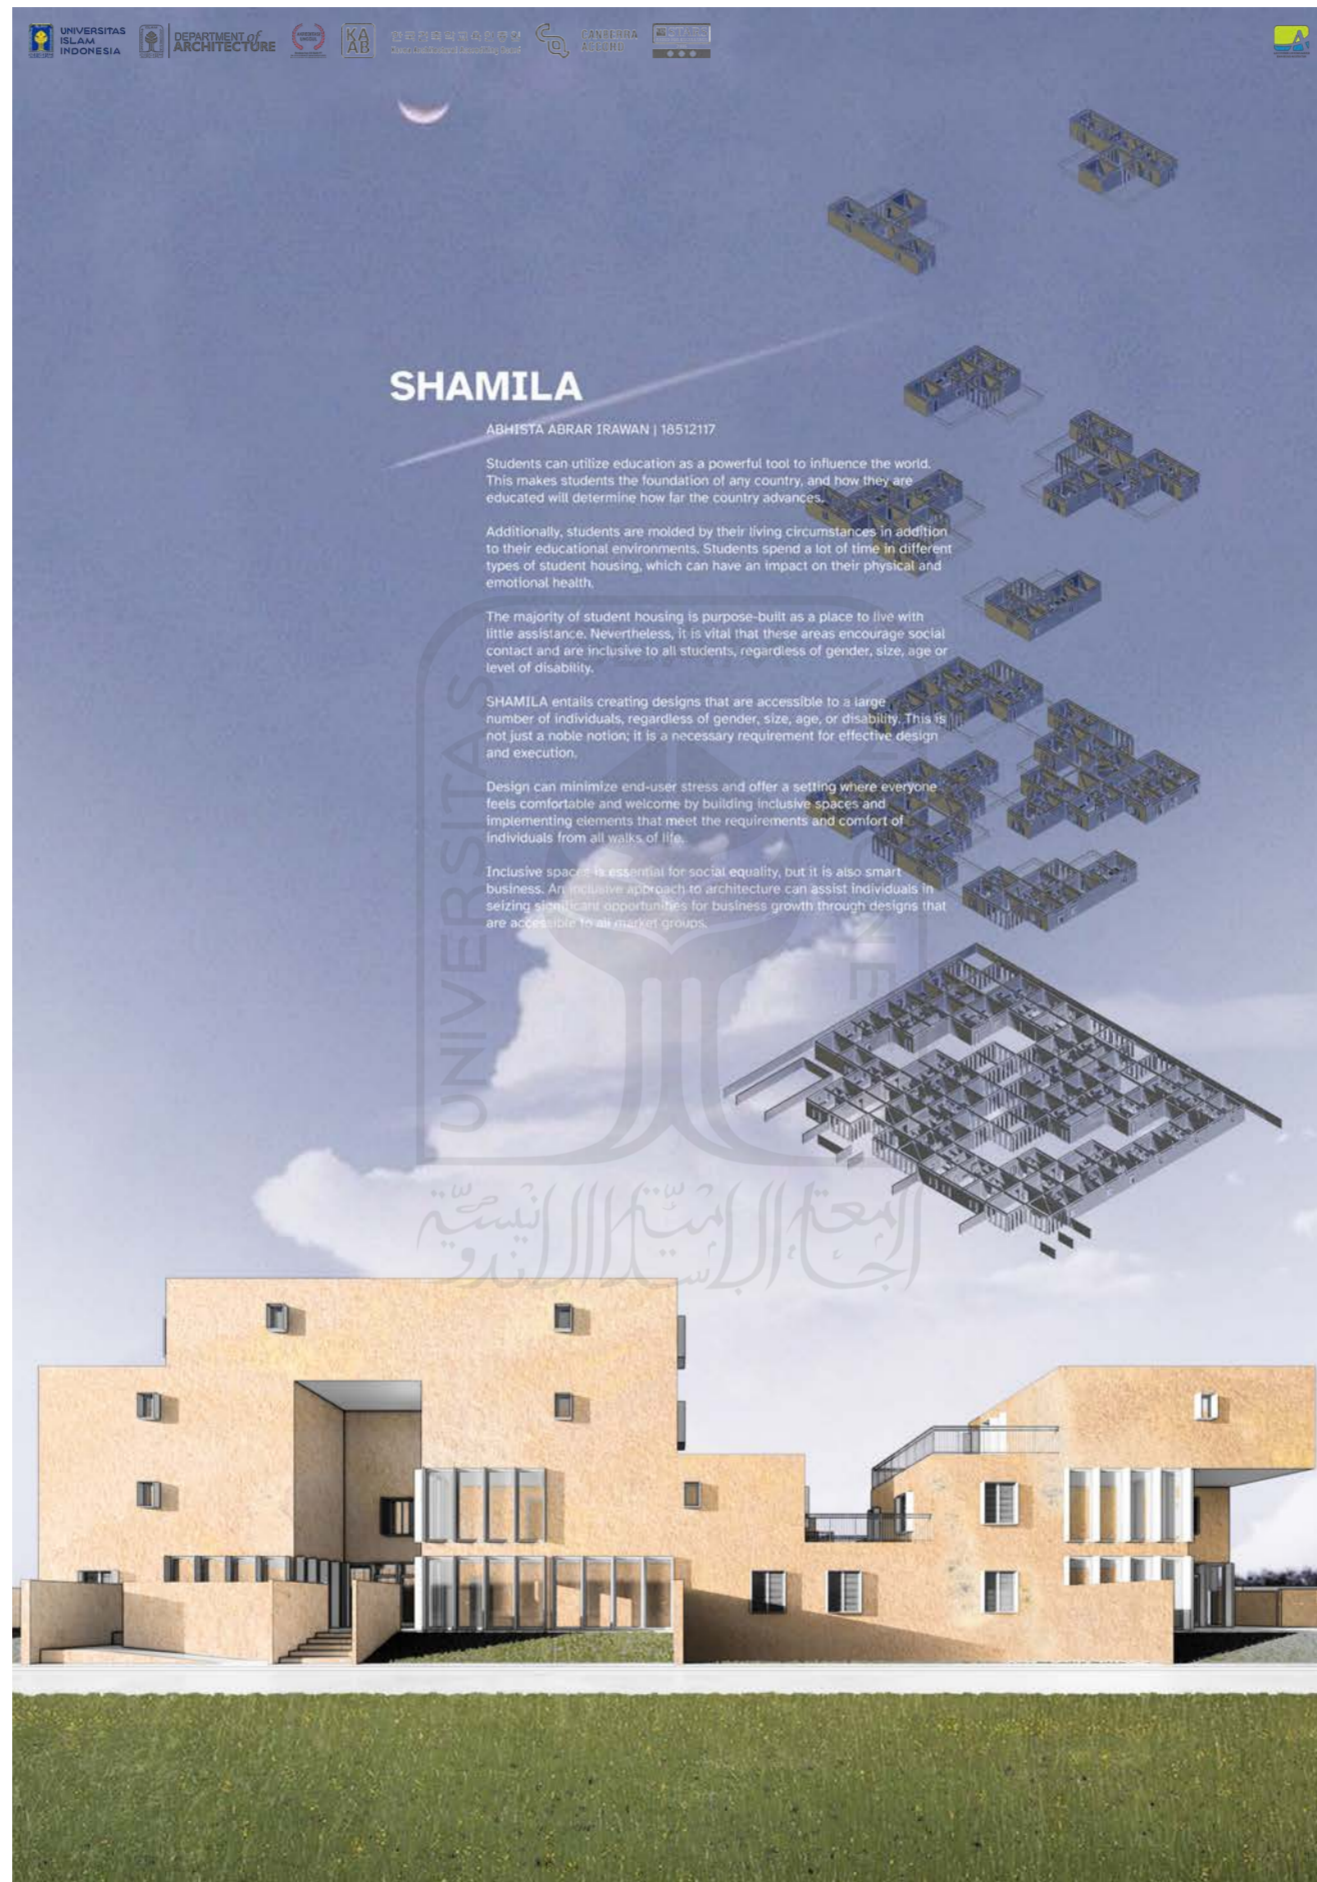 UNIVERSITAS
ISLAM
INDONESIA
DEPARTMENT of
ARCHITECTURE
KA
AB
CANBERRA
ACCORD
SHAMILA
ABHISTA ABRAR IRAWAN | 18512117
Students can utilize education as a powerful tool to influence the world.
This makes students the foundation of any country, and how they are
educated will determine how far the country advances.
Additionally, students are molded by their living circumstances in addition
to their educational environments. Students spend a lot of time in different
types of student housing, which can have an impact on their physical and
emotional health.
The majority of student housing is purpose-built as a place to live with
little assistance. Nevertheless, it is vital that these areas encourage social
contact and are inclusive to all students, regardless of gender, size, age or
level of disability.
SHAMILA entails creating designs that are accessible to a large
number of individuals, regardless of gender, size, age, or disability. This is
not just a noble notion; it is a necessary requirement for effective design
and execution.
Design can minimize end-user stress and offer a setting where everyone
feels comfortable and welcome by building inclusive spaces and
implementing elements that meet the requirements and comfort of
individuals from all walks of life.
Inclusive spaces is essential for social equality, but it is also smart
business. An inclusive approach to architecture can assist individuals in
seizing significant opportunities for business growth through designs that
are accessible to all market groups.
UNIVERSITAS